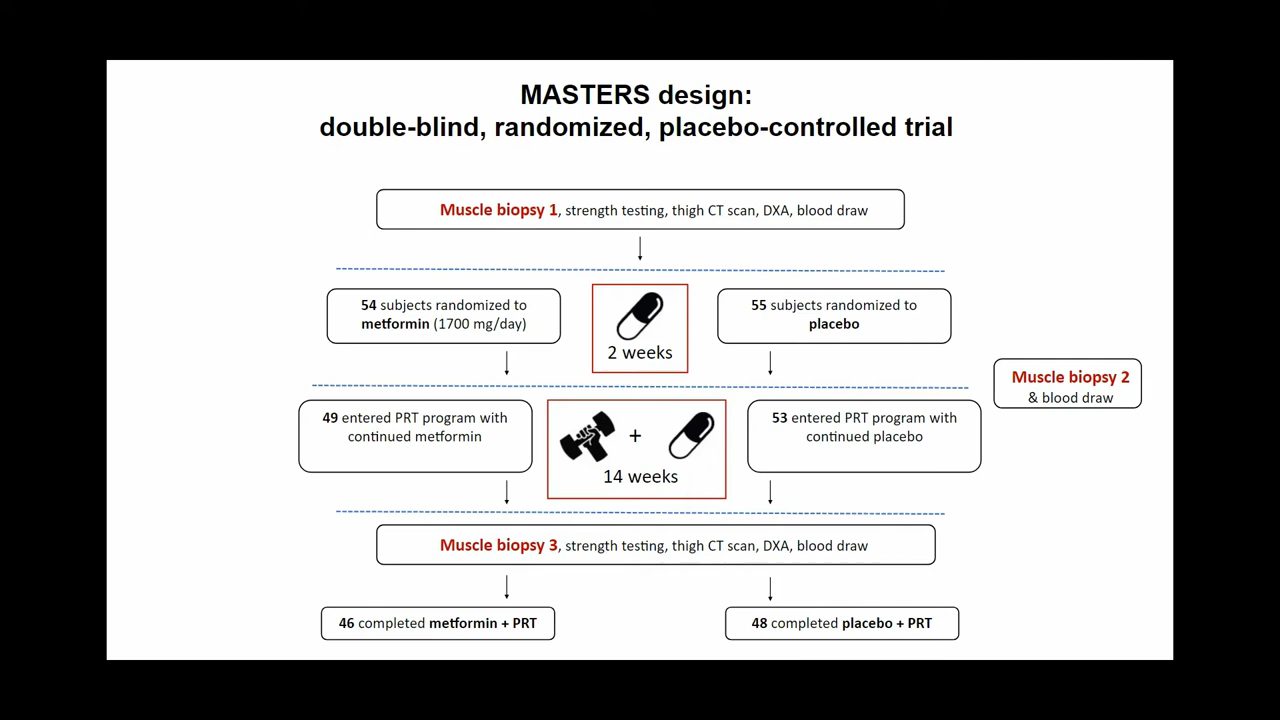 MASTERS design:
double-blind, randomized, placebo-controlled trial
Muscle biopsy 1, strength testing, thigh CT scan, DXA, blood draw
54 subjects randomized to
metformin (1700 mg/day)
2 weeks
55 subjects randomized to
placebo
Muscle biopsy 2
& blood draw
49 entered PRT program with
continued metformin
+
14 weeks
53 entered PRT program with
continued placebo
Muscle biopsy 3, strength testing, thigh CT scan, DXA, blood draw
46 completed metformin + PRT
48 completed placebo + PRT